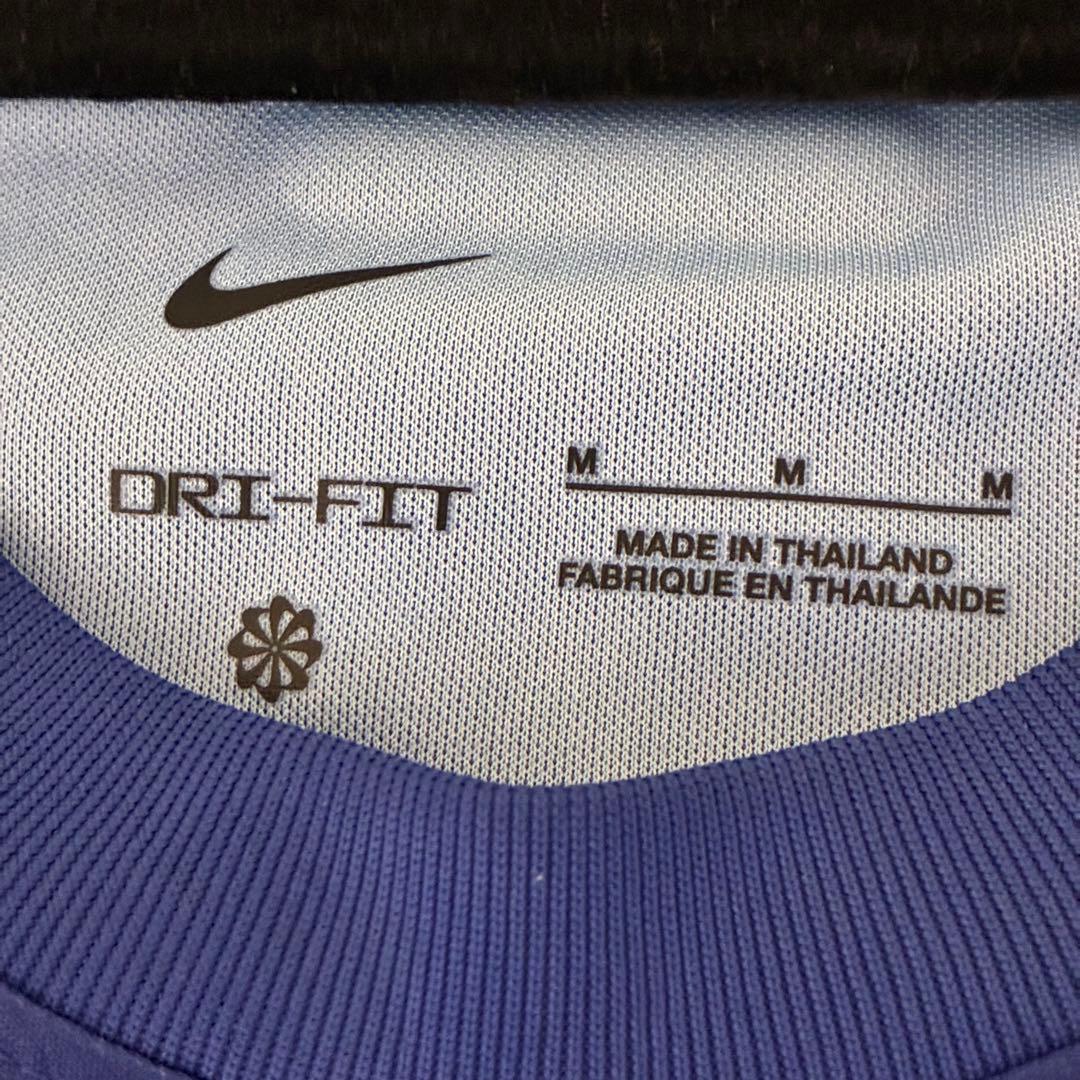 DRI-FIT
M M M
MADE IN THAILAND
FABRIQUE EN THAILANDE